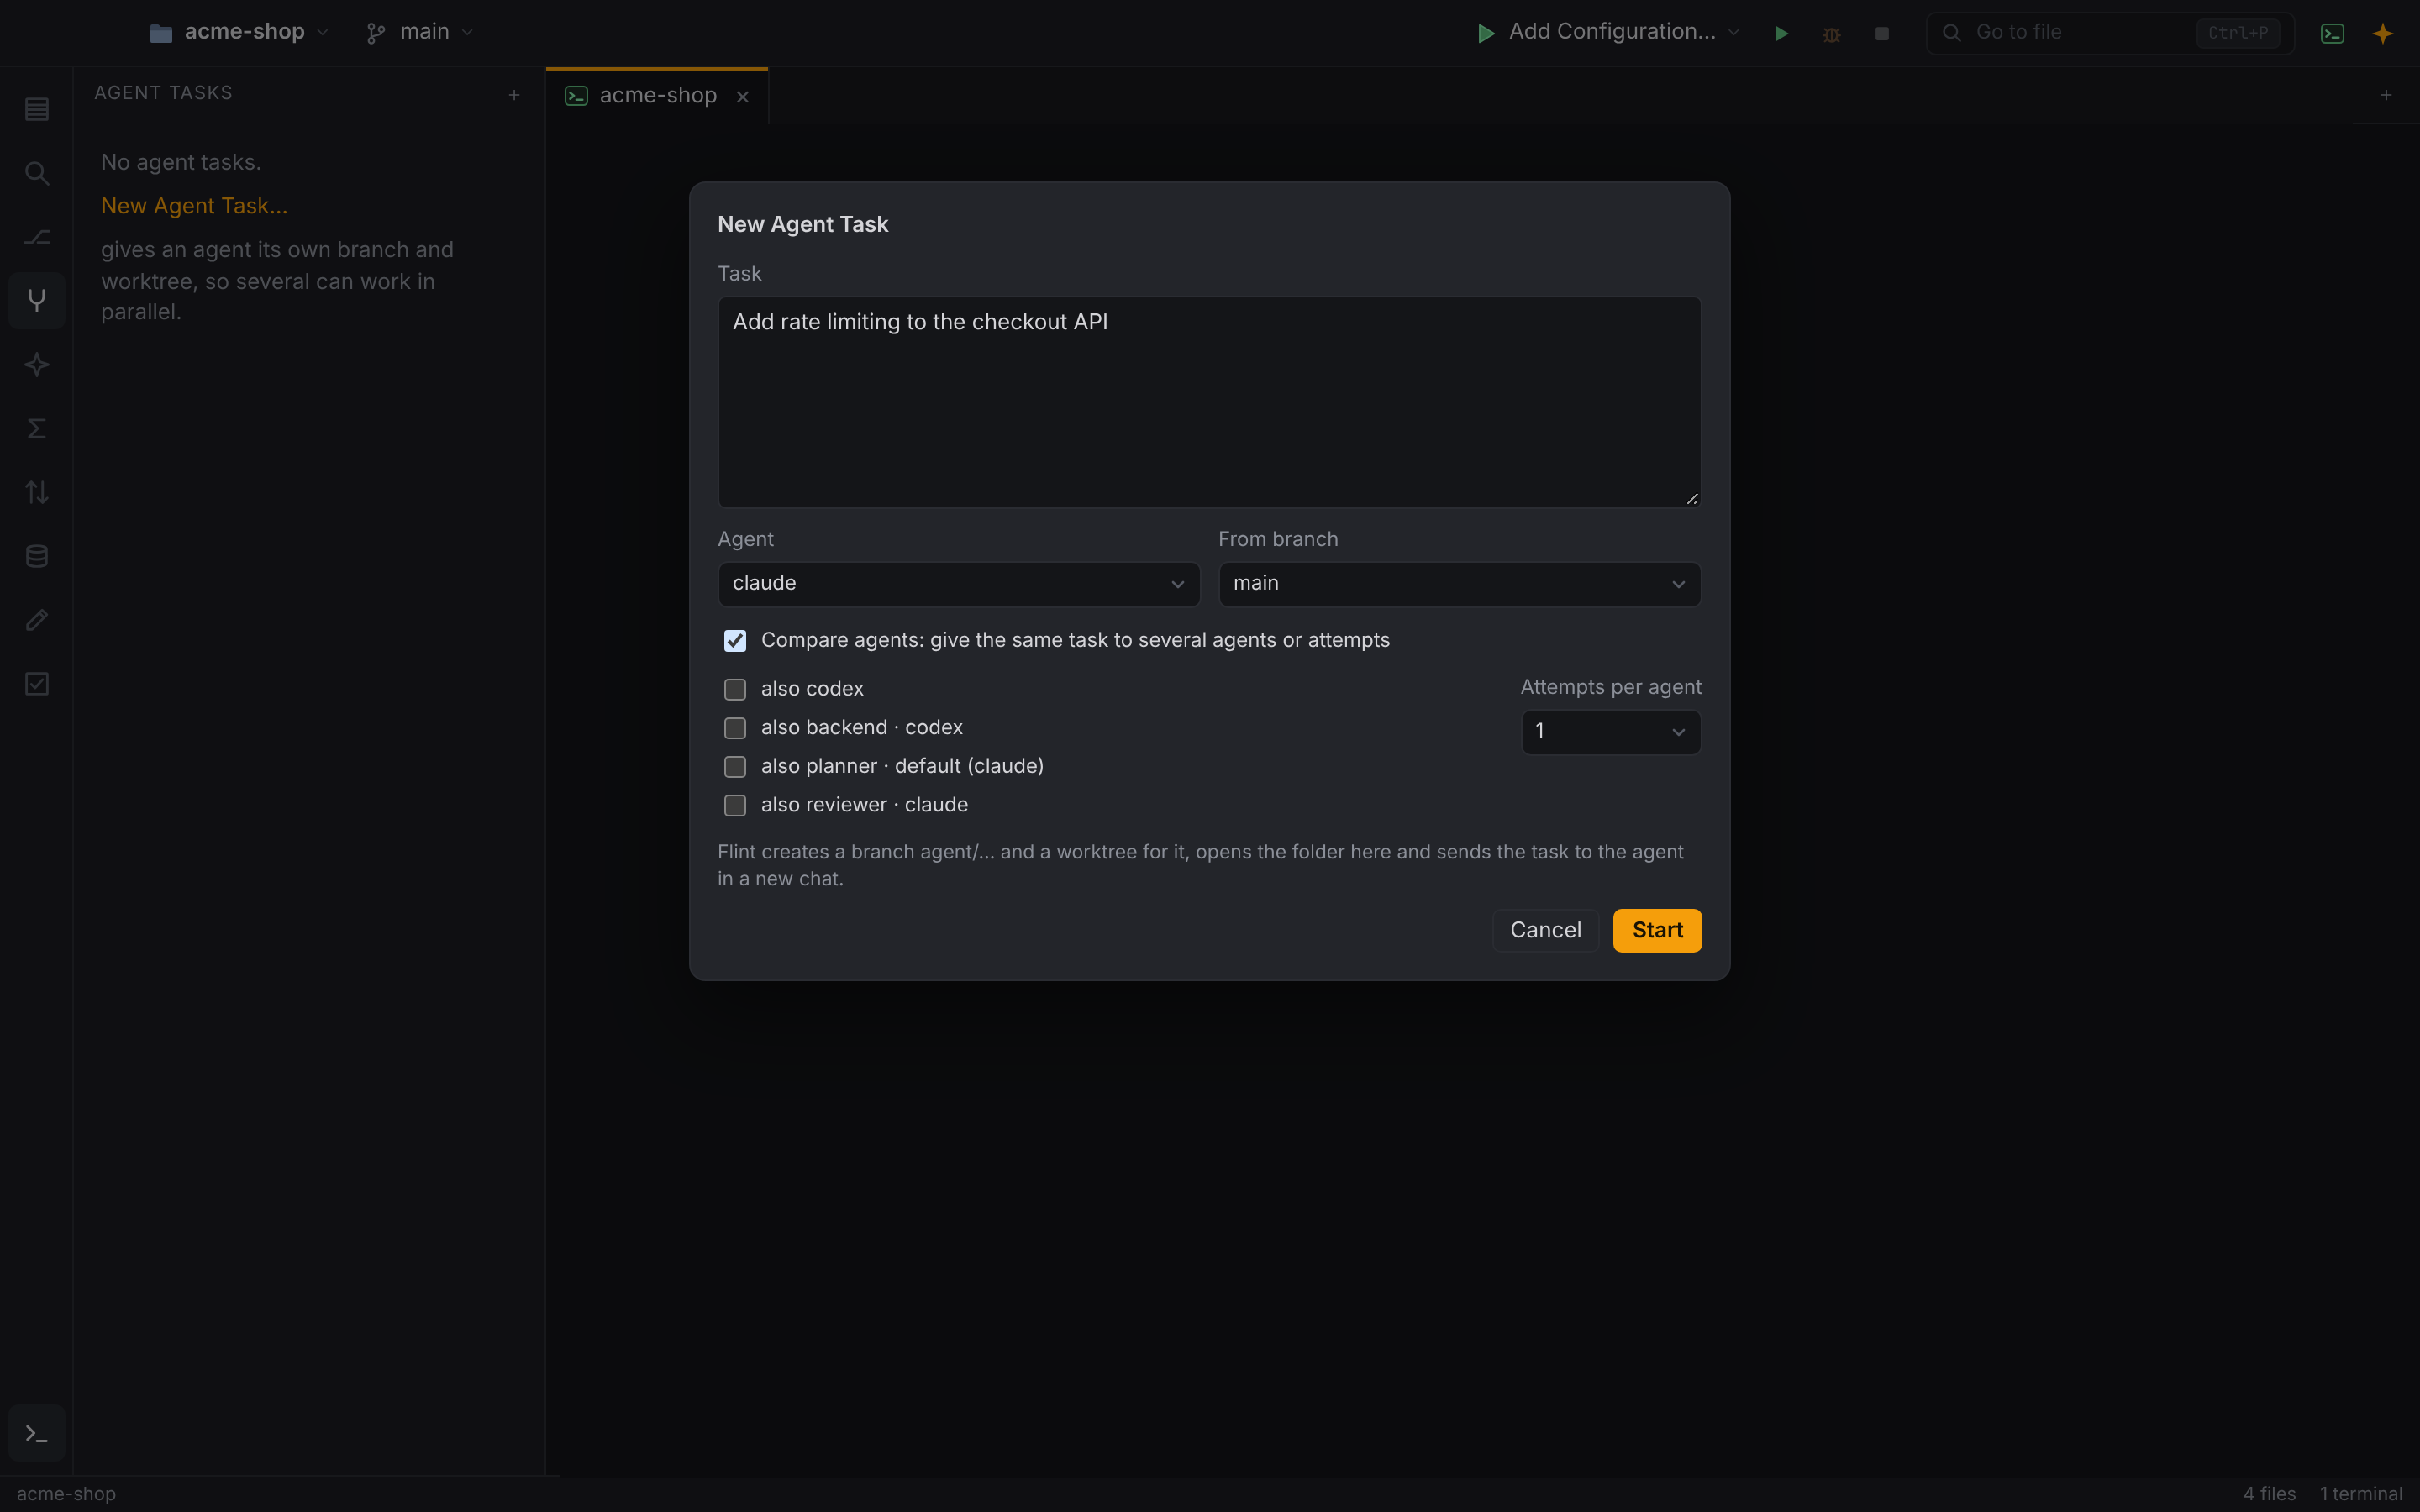 acme-shop
main
Add Configuration...
Go to file
Ctrl+P
AGENT TASKS
+
acme-shop
+
No agent tasks.
New Agent Task...
gives an agent its own branch and
worktree, so several can work in
parallel.
New Agent Task
Task
Add rate limiting to the checkout API
Agent
From branch
claude
main
Compare agents: give the same task to several agents or attempts
also codex
also backend · codex
also planner · default (claude)
also reviewer · claude
Attempts per agent
1
Flint creates a branch agent/... and a worktree for it, opens the folder here and sends the task to the agent
in a new chat.
Cancel
Start
acme-shop
4 files
1 terminal